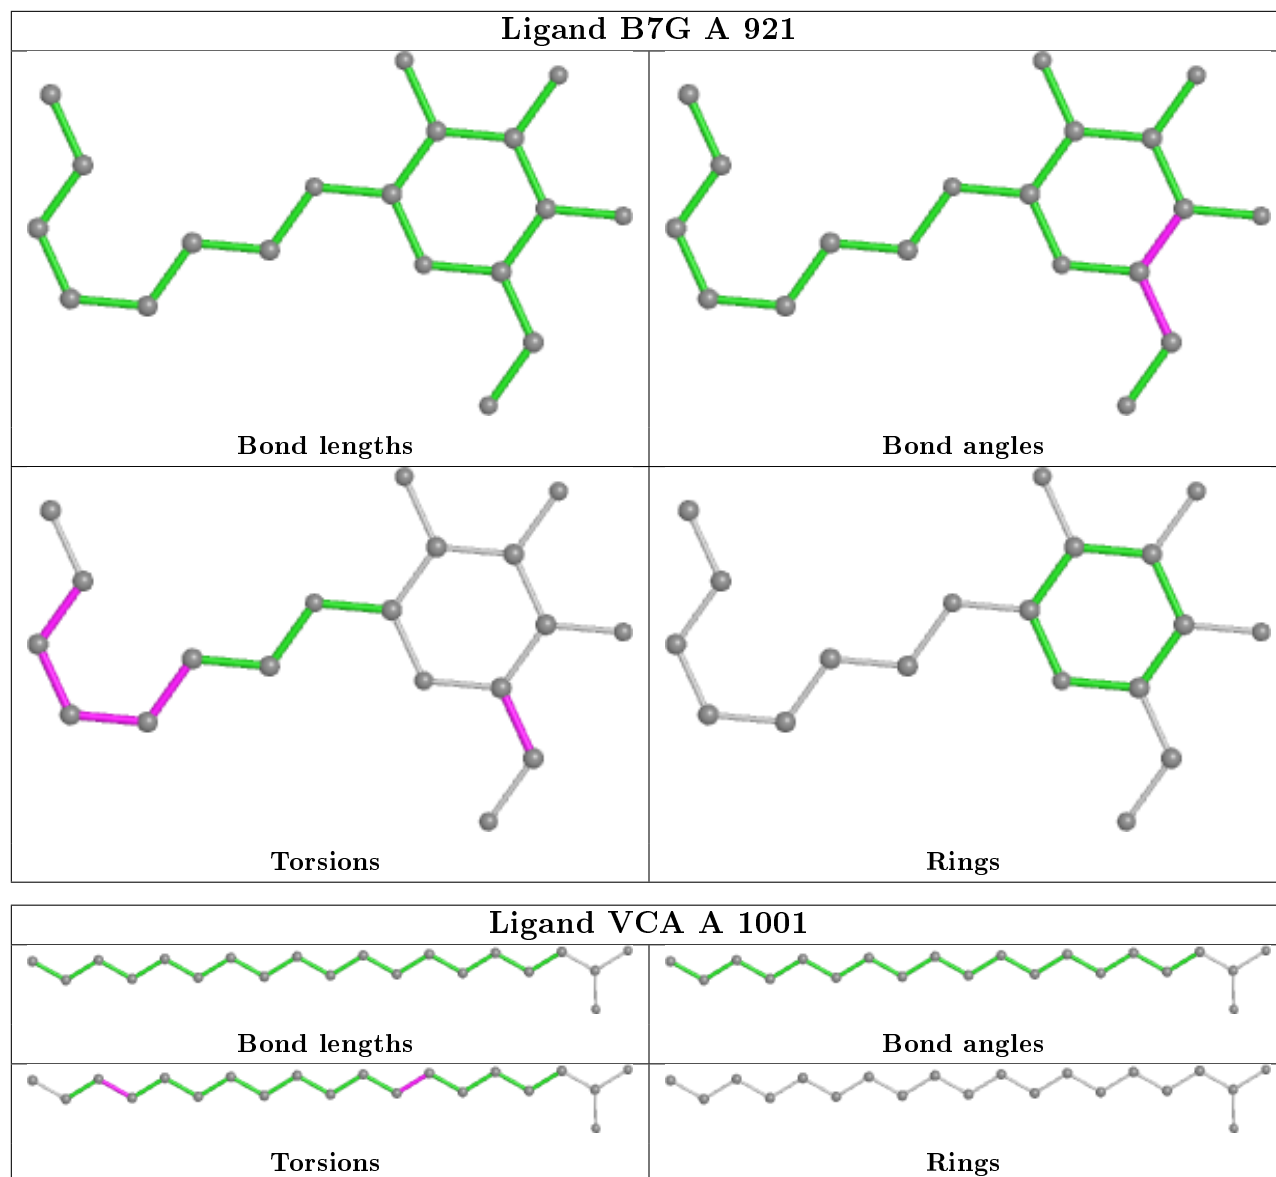 Ligand B7G A 921
Bond lengths
Bond angles
Torsions
Rings
Ligand VCA A 1001
Bond lengths
Bond angles
Torsions
Rings